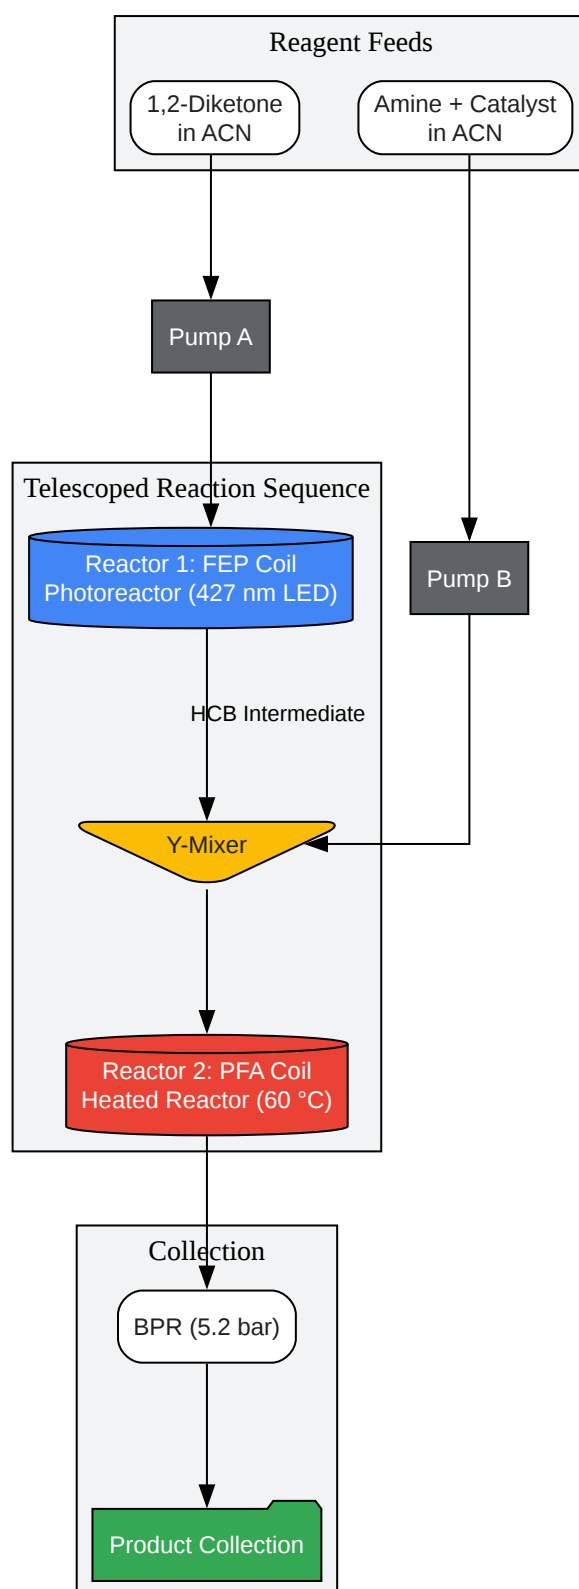 Reagent Feeds
1,2-Diketone
in ACN
Amine + Catalyst
in ACN
Pump A
Telescoped Reaction Sequence
Reactor 1: FEP Coil
Photoreactor (427 nm LED)
Pump B
HCB Intermediate
Y-Mixer
Reactor 2: PFA Coil
Heated Reactor (60 °C)
Collection
BPR (5.2 bar)
Product Collection